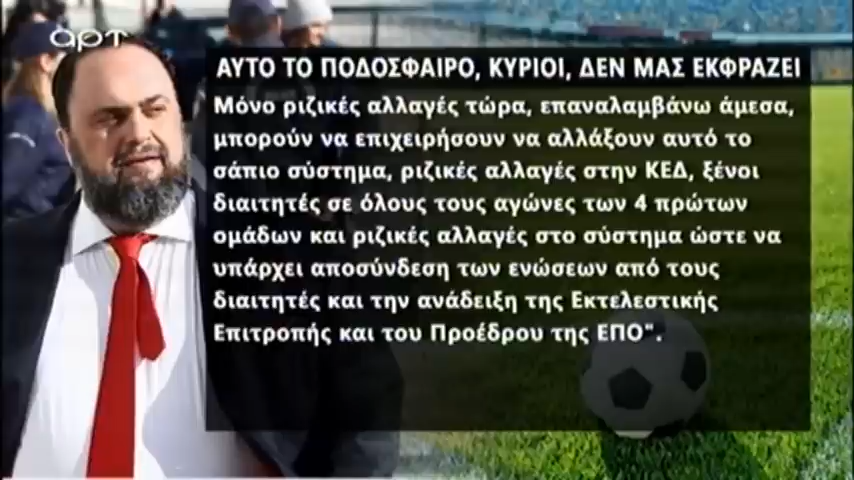 αρτ
ΑΥΤΟ ΤΟ ΠΟΔΟΣΦΑΙΡΟ, ΚΥΡΙΟΙ, ΔΕΝ ΜΑΣ ΕΚΦΡΑΖΕΙ
Μόνο ριζικές αλλαγές τώρα, επαναλαμβάνω άμεσα,
μπορούν να επιχειρήσουν να αλλάξουν αυτό το
σάπιο σύστημα, ριζικές αλλαγές στην ΚΕΔ, ξένοι
διαιτητές σε όλους τους αγώνες των 4 πρώτων
ομάδων και ριζικές αλλαγές στο σύστημα ώστε να
υπάρχει αποσύνδεση των ενώσεων από τους
διαιτητές και την ανάδειξη της Εκτελεστικής
Επιτροπής και του Προέδρου της ΕΠΟ".